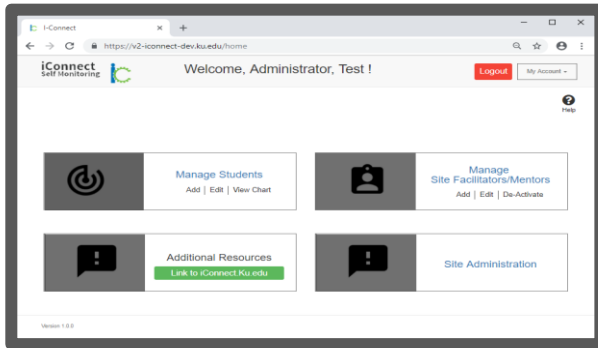 I-Connect
https://v2-iconnect-dev.ku.edu/home
iConnect
Self Monitoring
Welcome, Administrator, Test !
Logout
My Account
Help
Manage Students
Add | Edit | View Chart
Manage
Site Facilitators/Mentors
Add | Edit | De-Activate
Additional Resources
Link to iConnect.Ku.edu
Site Administration
Version 1.0.0